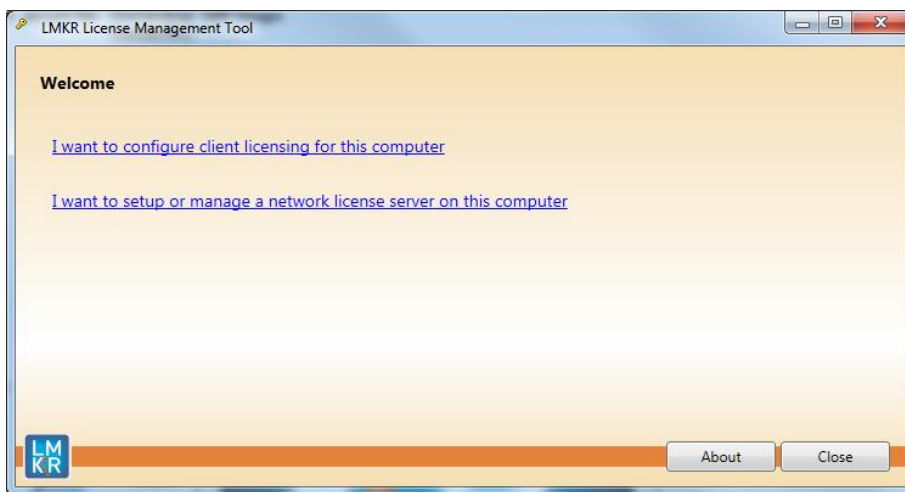 LMKR License Management Tool
Welcome
I want to configure client licensing for this computer
I want to setup or manage a network license server on this computer
LM
KR
About
Close